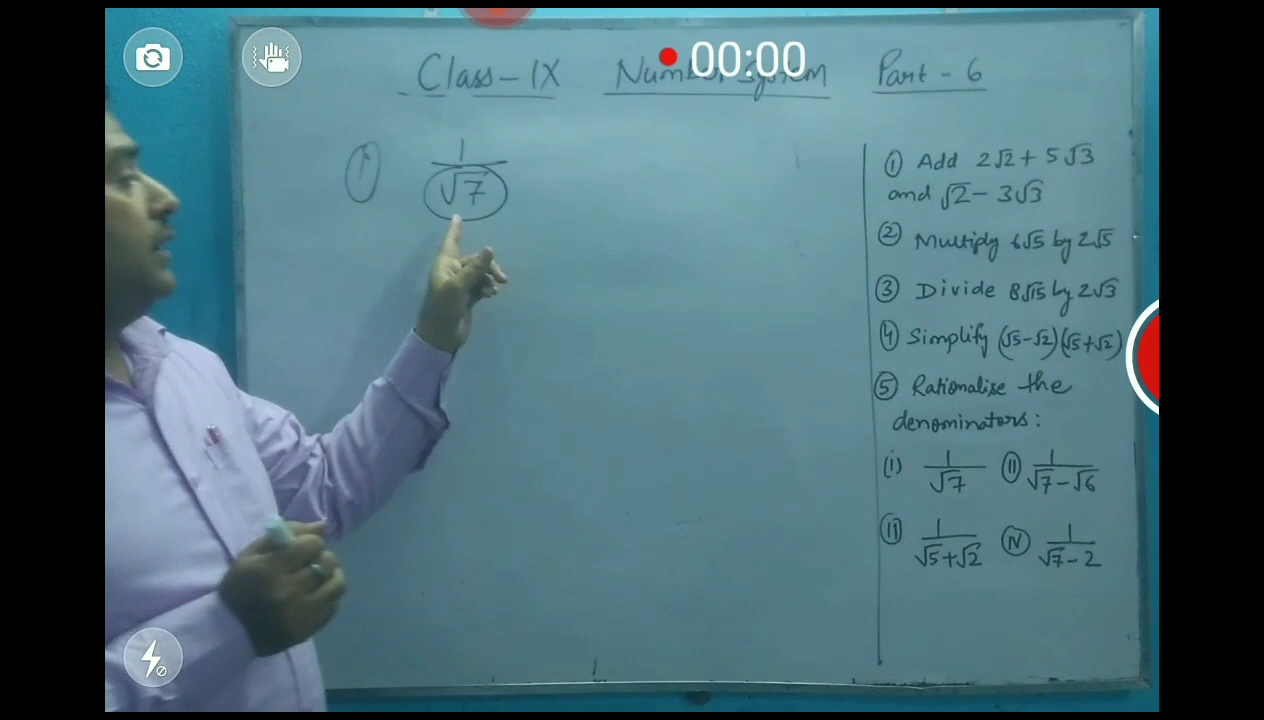 00:00
Class-IX Number System Part-6
(i) 1/√7
① Add 2√2 + 5√3
and √2 - 3√3
② Multiply 6√5 by 2√5
③ Divide 8√15 by 2√3
④ Simplify (√5-√2)(√5+√2)
⑤ Rationalise the
denominators:
(i) 1/√7 (ii) 1/(√7-√6)
(iii) 1/(√5+√2) (iv) 1/(√7-2)